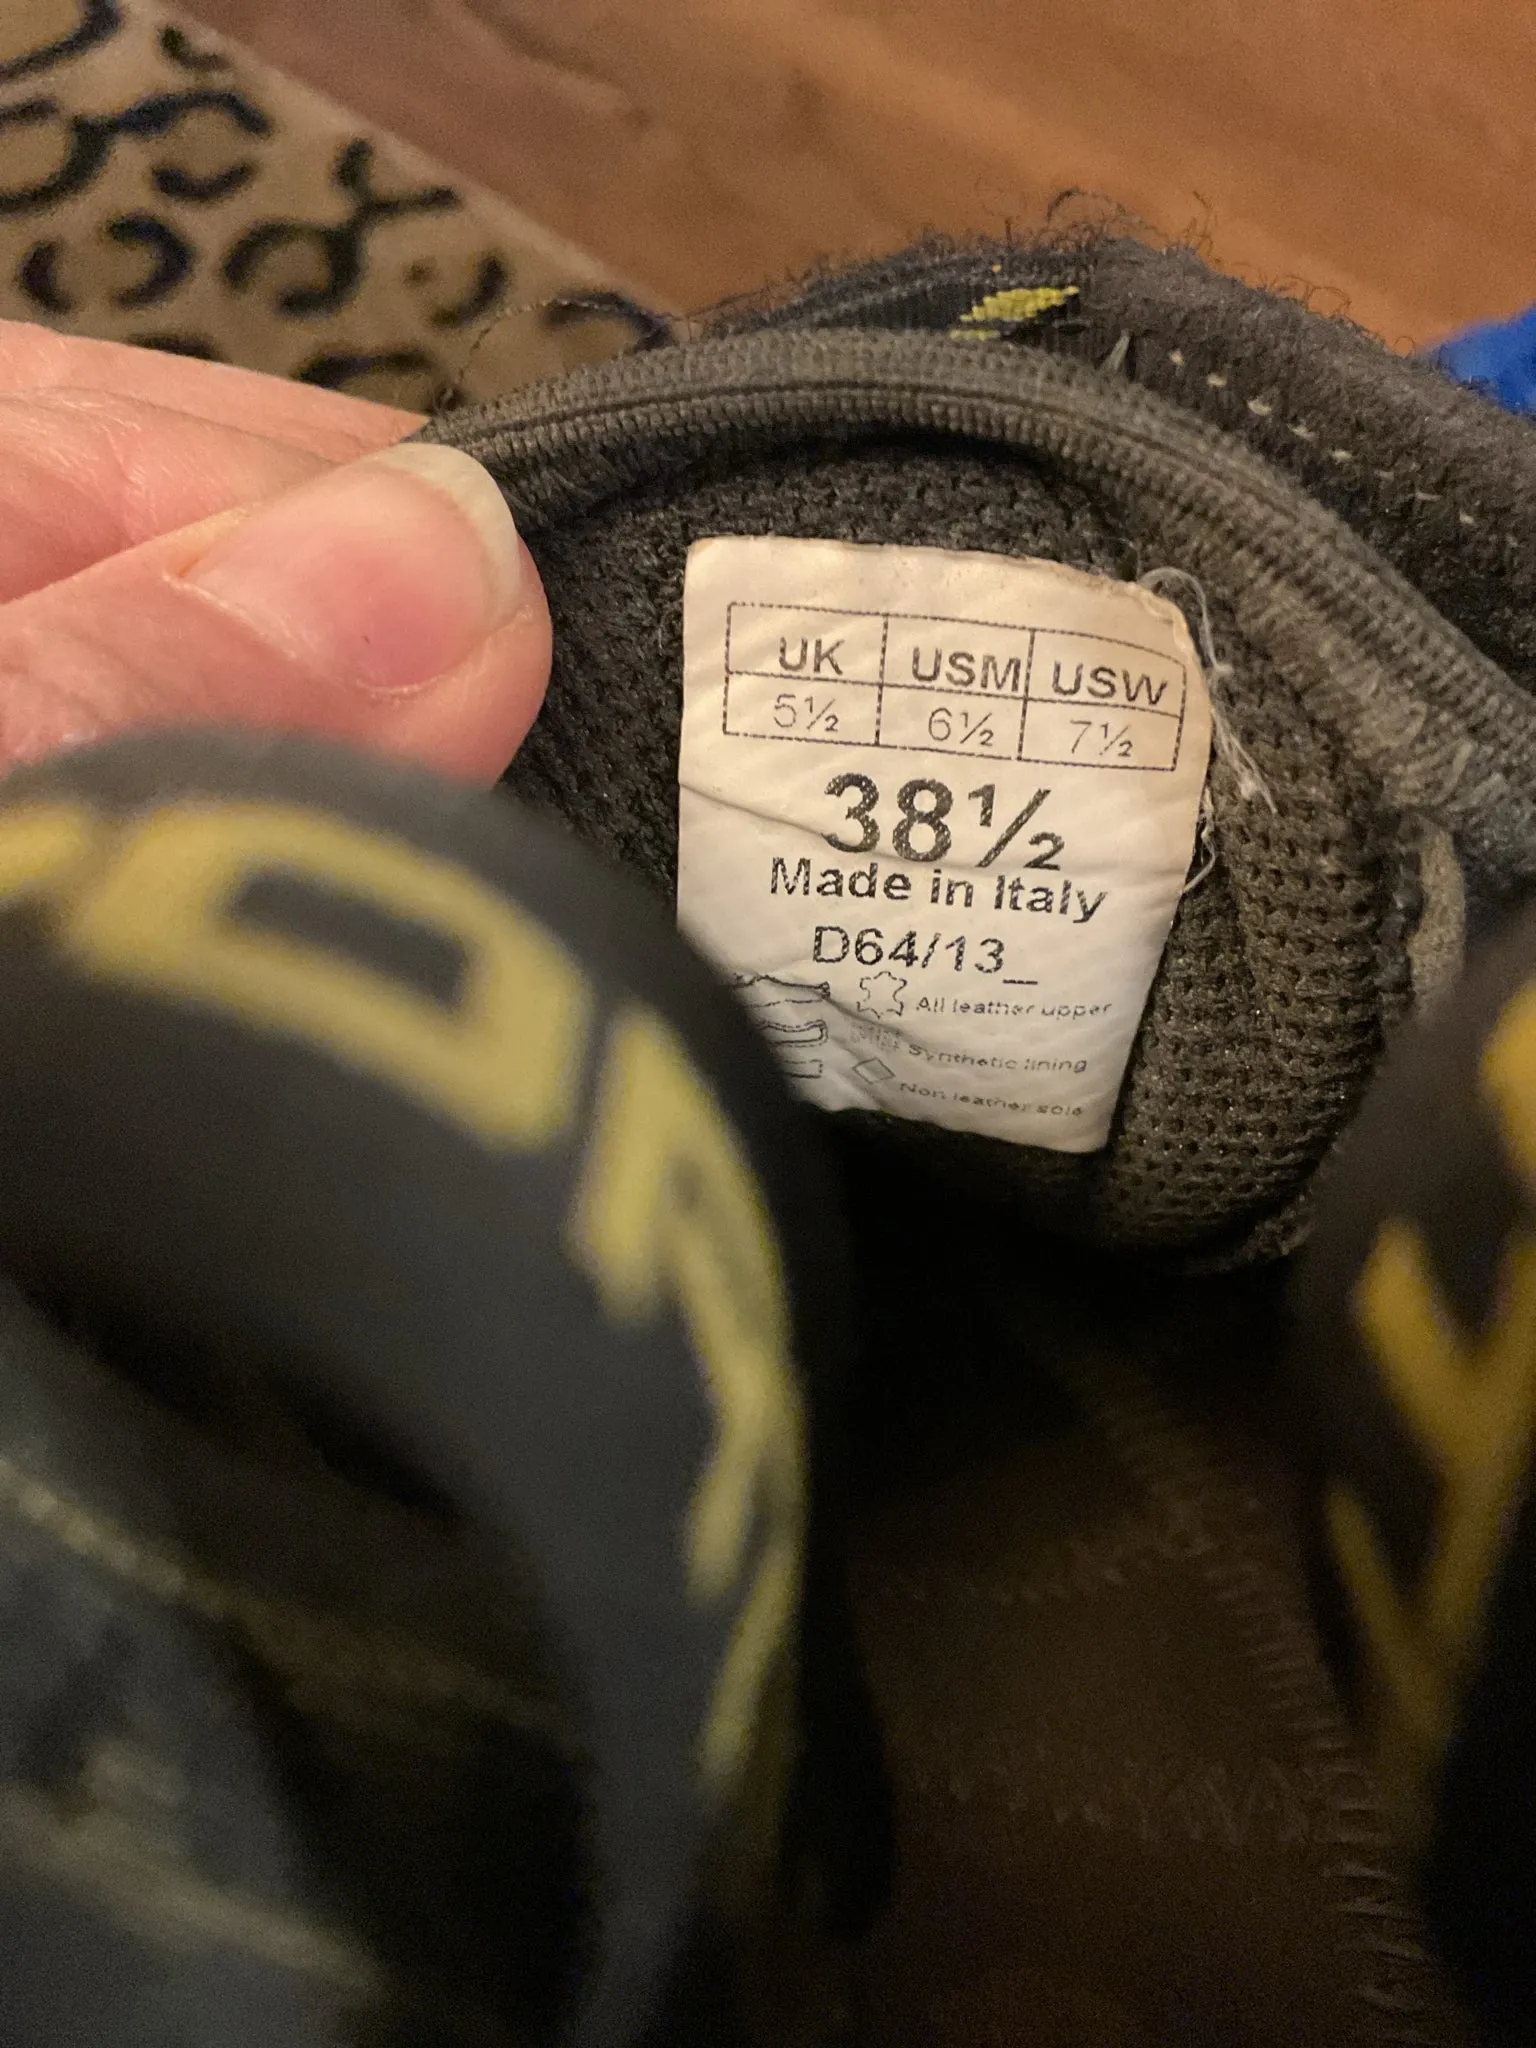 UK USM USW
5½ 6½ 7½
38½
Made in Italy
D64/13_
All leather upper
Synthetic lining
Non leather sole